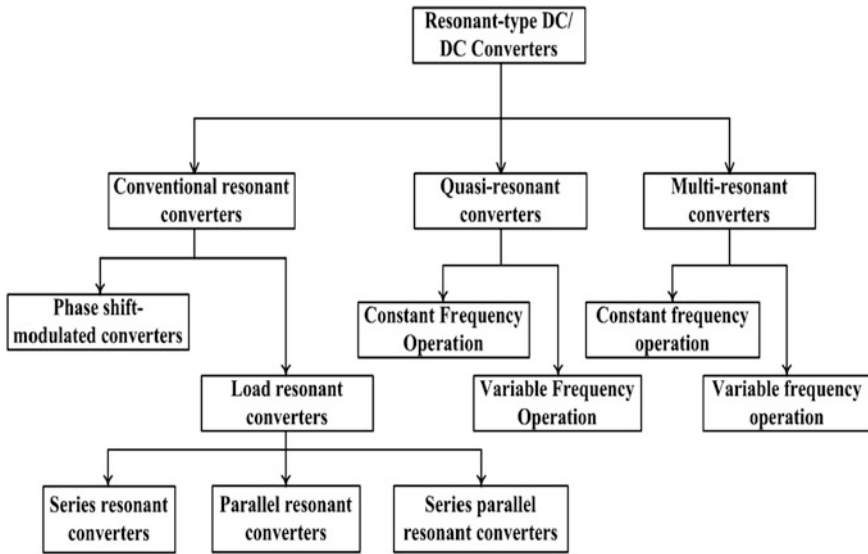 Resonant-type DC/
DC Converters
Conventional resonant
converters
Quasi-resonant
converters
Multi-resonant
converters
Phase shift-
modulated converters
Constant Frequency
Operation
Constant frequency
operation
Load resonant
converters
Variable Frequency
Operation
Variable frequency
operation
Series resonant
converters
Parallel resonant
converters
Series parallel
resonant converters